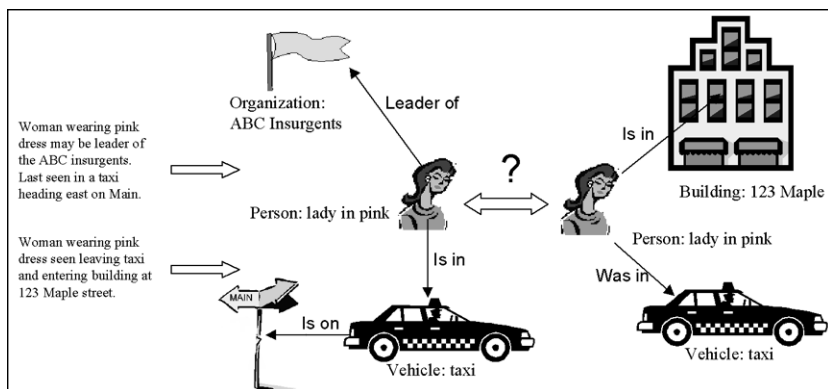 Organization:
ABC Insurgents
Leader of
Woman wearing pink
dress may be leader of
the ABC insurgents.
Last seen in a taxi
heading east on Main.
?
Is in
Building: 123 Maple
Person: lady in pink
Person: lady in pink
Woman wearing pink
dress seen leaving taxi
and entering building at
123 Maple street.
Is in
Was in
MAIN
Is on
Vehicle: taxi
Vehicle: taxi